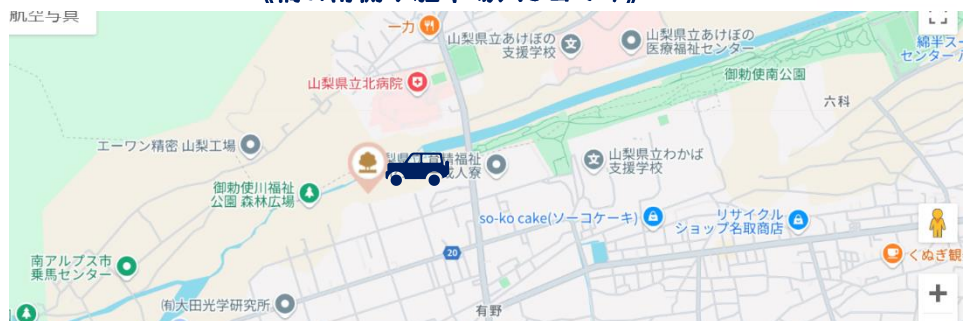 航空写真
一力
山梨県立あけぼの
支援学校
山梨県立あけぼの
医療福祉センター
綿半ス
センター
御勅使南公園
山梨県立北病院
六科
エーワン精密 山梨工場
福祉
成人寮
山梨県立わかば
支援学校
御勅使川福祉
公園 森林広場
so-ko cake(ソーコケーキ)
リサイクル
ショップ名取商店
20
南アルプス市
乗馬センター
くぬぎ観
(有)大田光学研究所
有野